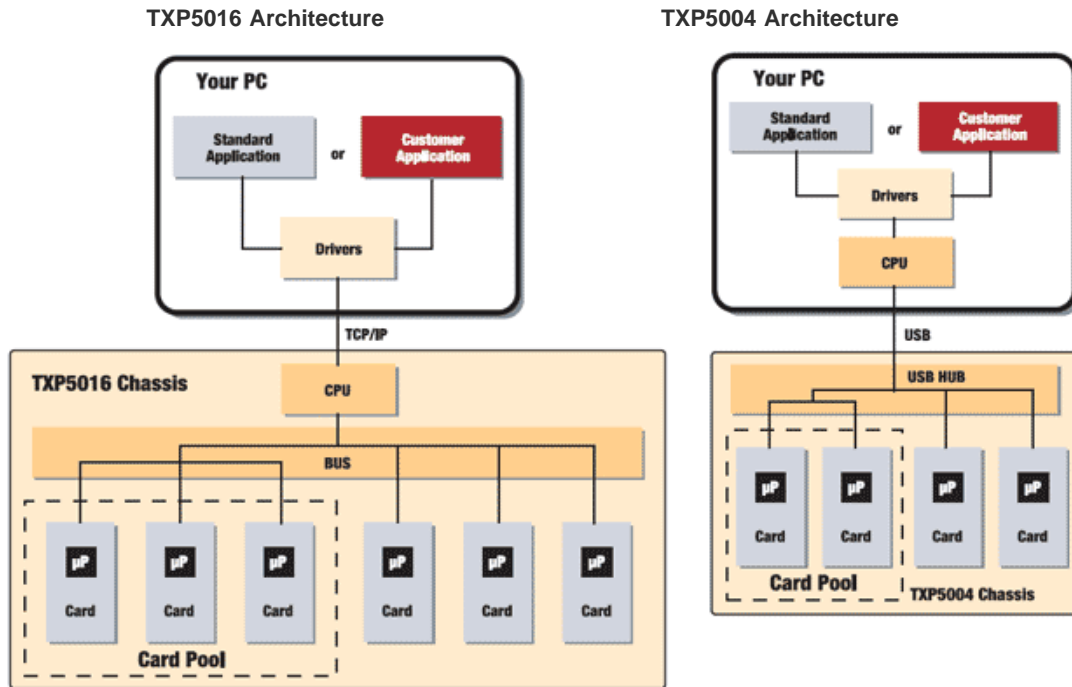 TXP5016 Architecture
Your PC
Standard
Application
or
Customer
Application
Drivers
TCP/IP
TXP5016 Chassis
CPU
BUS
µP
Card
µP
Card
µP
Card
µP
Card
µP
Card
µP
Card
Card Pool
TXP5004 Architecture
Your PC
Standard
Application
or
Customer
Application
Drivers
CPU
USB
USB HUB
µP
Card
µP
Card
µP
Card
µP
Card
Card Pool
TXP5004 Chassis